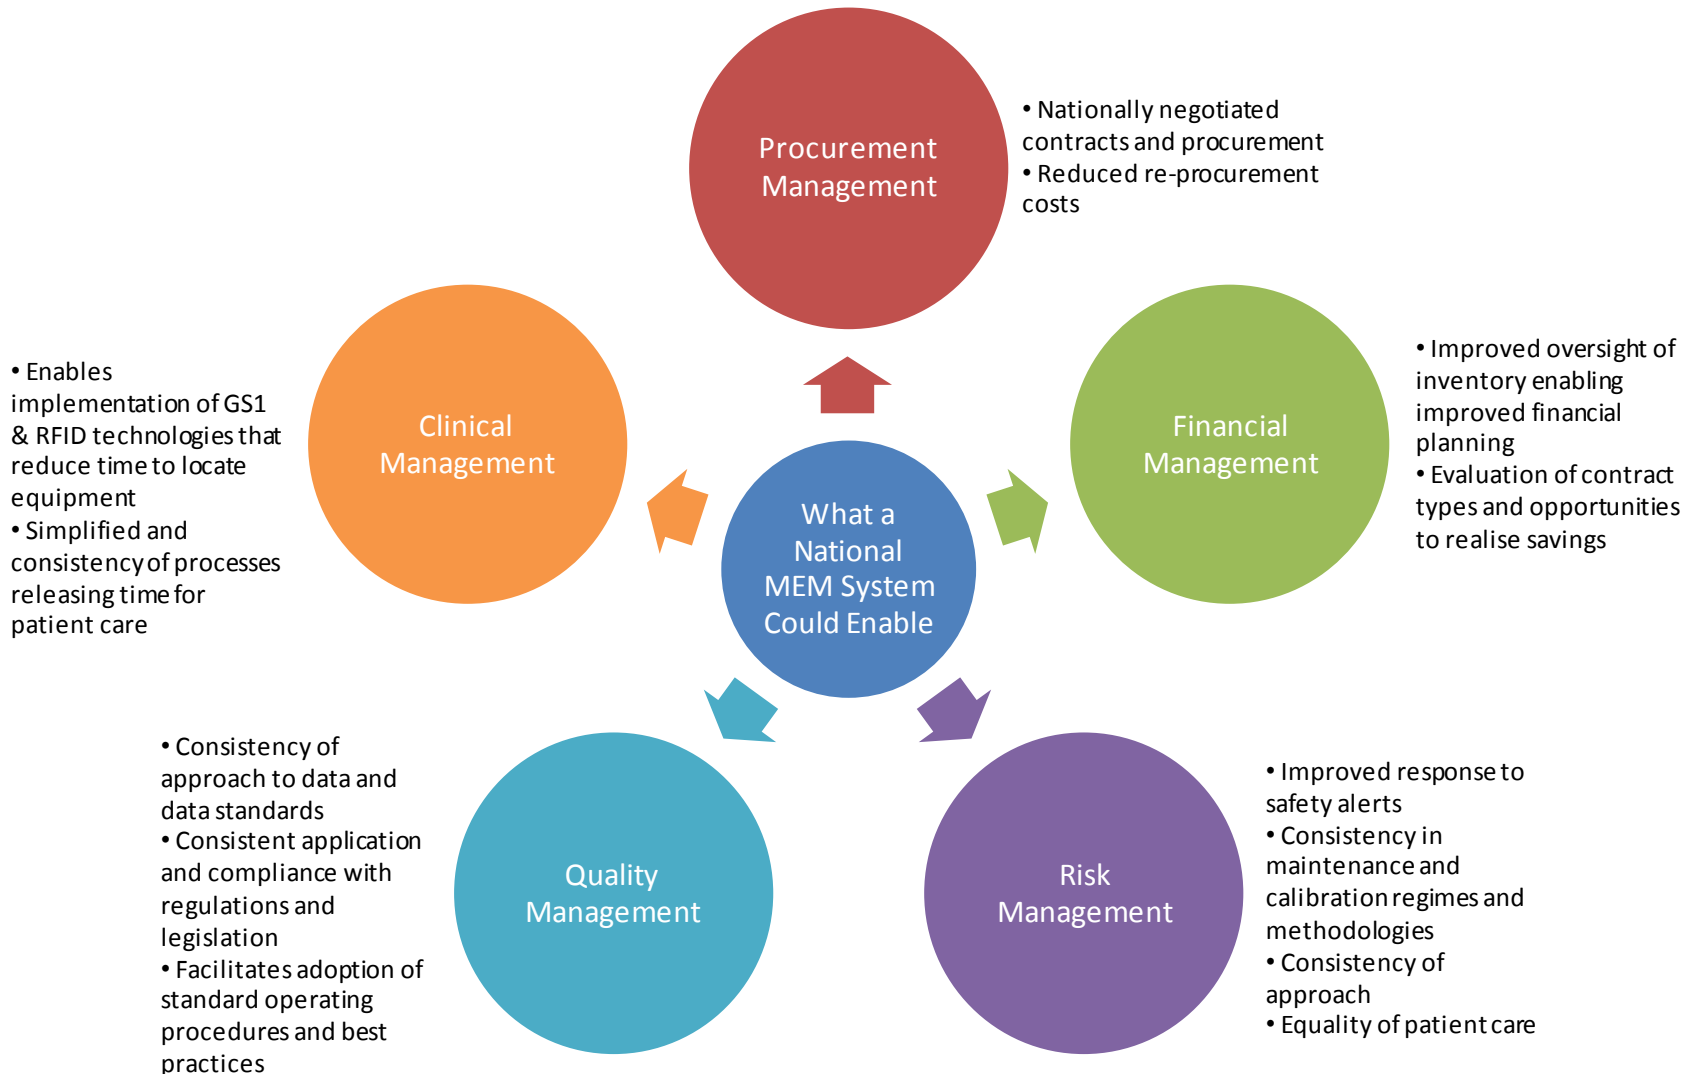 Procurement
Management
• Nationally negotiated
contracts and procurement
• Reduced re-procurement
costs
Clinical
Management
• Enables
implementation of GS1
& RFID technologies that
reduce time to locate
equipment
• Simplified and
consistency of processes
releasing time for
patient care
Financial
Management
• Improved oversight of
inventory enabling
improved financial
planning
• Evaluation of contract
types and opportunities
to realise savings
What a
National
MEM System
Could Enable
Quality
Management
• Consistency of
approach to data and
data standards
• Consistent application
and compliance with
regulations and
legislation
• Facilitates adoption of
standard operating
procedures and best
practices
Risk
Management
• Improved response to
safety alerts
• Consistency in
maintenance and
calibration regimes and
methodologies
• Consistency of
approach
• Equality of patient care